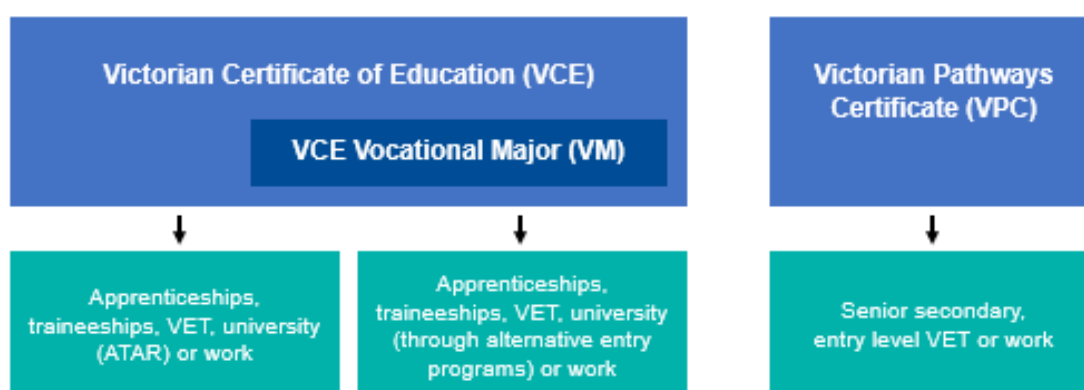 Victorian Certificate of Education (VCE)
VCE Vocational Major (VM)
Victorian Pathways
Certificate (VPC)
Apprenticeships,
traineeships, VET, university
(ATAR) or work
Apprenticeships,
traineeships, VET, university
(through alternative entry
programs) or work
Senior secondary,
entry level VET or work